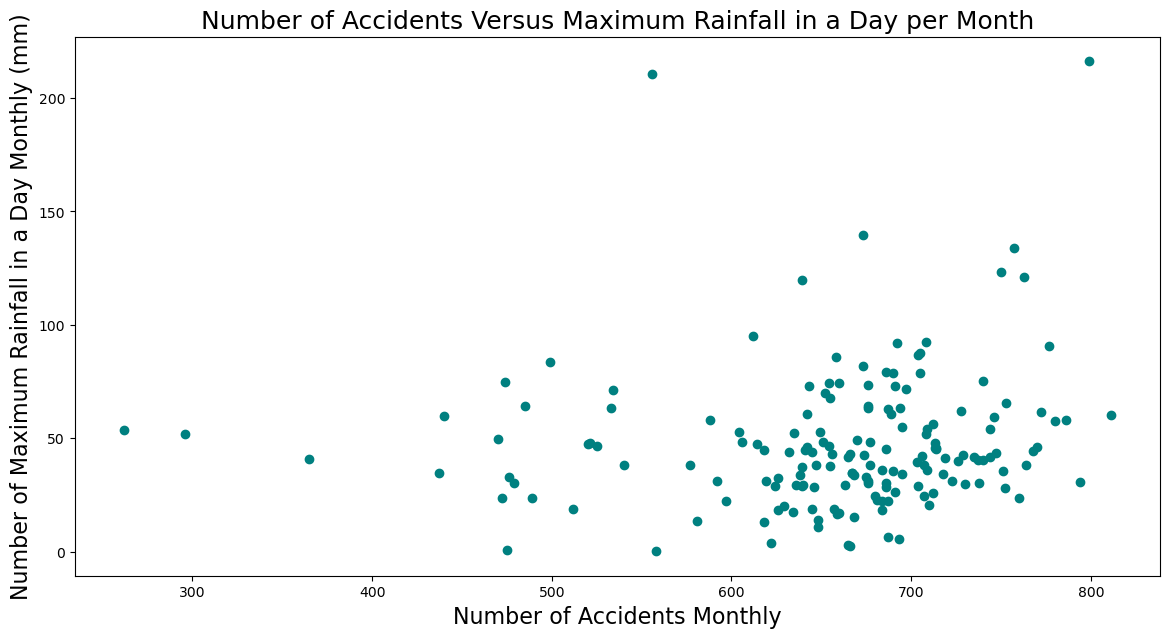 Number of Accidents Versus Maximum Rainfall in a Day per Month
Number of Maximum Rainfall in a Day Monthly (mm)
200
150
100
50
0
300 400 500 600 700 800
Number of Accidents Monthly